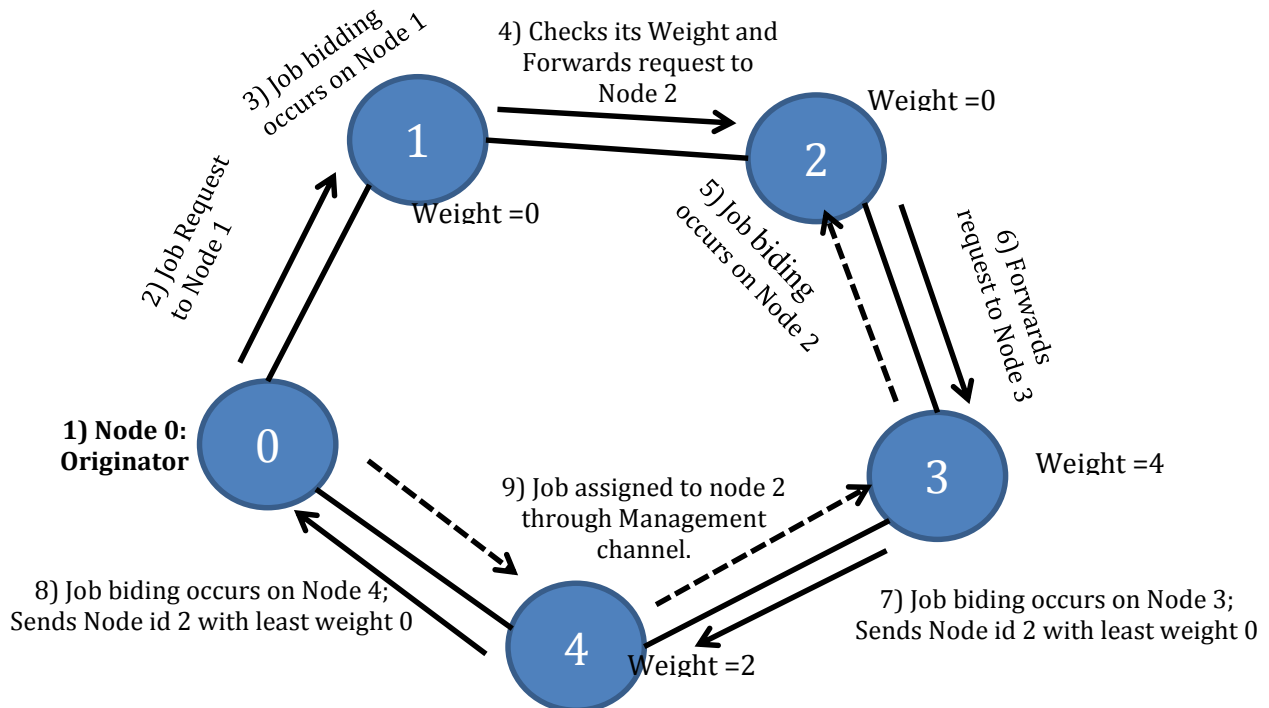 1) Node 0:
Originator
0
2) Job Request
to Node 1
3) Job bidding
occurs on Node 1
1
Weight =0
4) Checks its Weight and
Forwards request to
Node 2
2
Weight =0
5) Job biding
occurs on Node 2
6) Forwards
request to Node 3
3
Weight =4
7) Job biding occurs on Node 3;
Sends Node id 2 with least weight 0
4
Weight =2
8) Job biding occurs on Node 4;
Sends Node id 2 with least weight 0
9) Job assigned to node 2
through Management
channel.